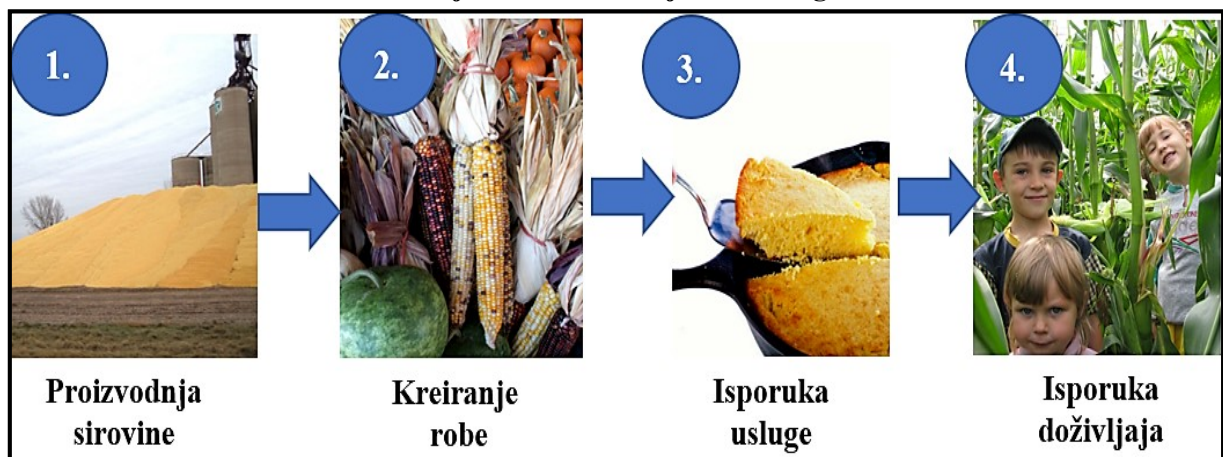 1.
2.
3.
4.
Proizvodnja
sirovine
Kreiranje
robe
Isporuka
usluge
Isporuka
doživljaja